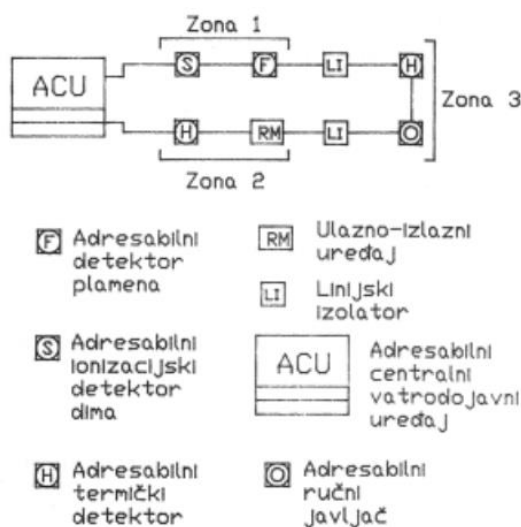 Zona 1
ACU
S
F
LI
H
Zona 3
H
RM
LI
O
Zona 2
F
Adresabilni
detektor
plamena
RM
Ulazno-izlazni
uređaj
LI
Linijski
izolator
S
Adresabilni
ionizacijski
detektor
dima
ACU
Adresabilni
centralni
vatrodojavni
uređaj
H
Adresabilni
termički
detektor
O
Adresabilni
ručni
javljač